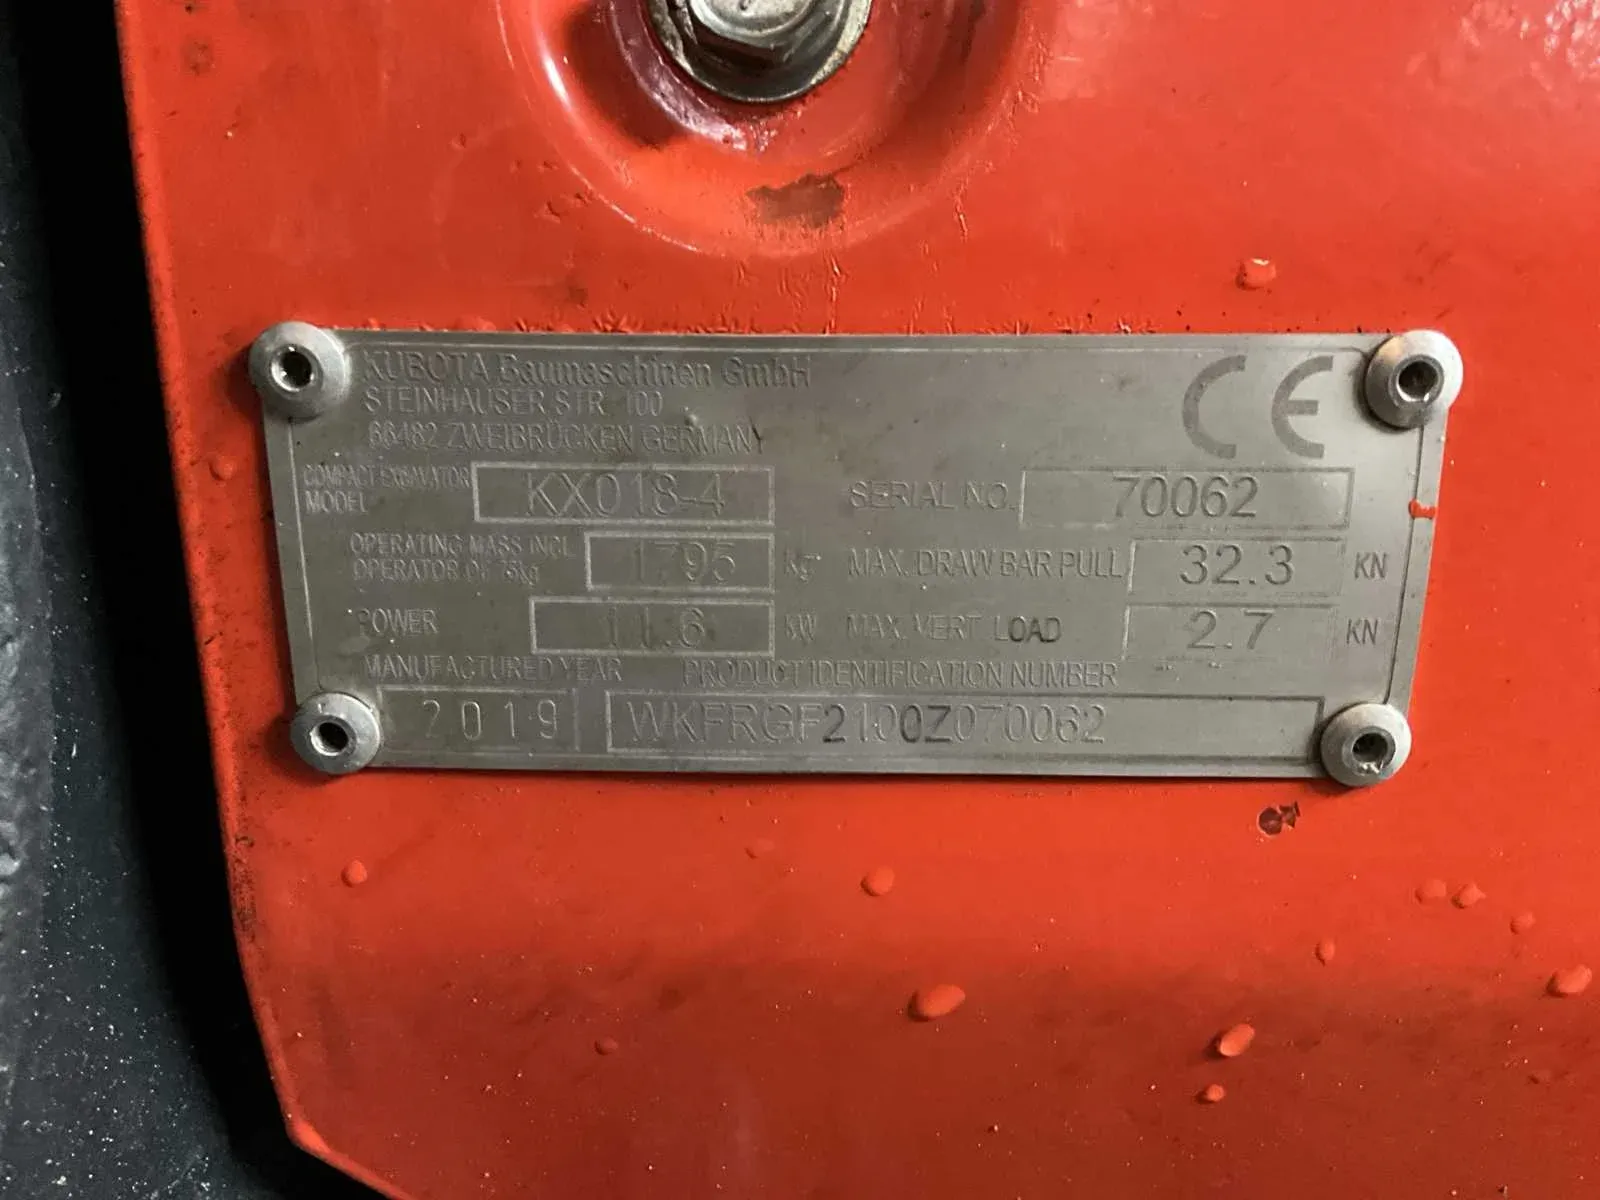 KUBOTA Baumaschinen GmbH
STEINHAUSER STR. 100
66482 ZWEIBRÜCKEN GERMANY
CE
COMPACT EXCAVATOR
MODEL
KX018-4
SERIAL NO.
70062
OPERATING MASS INCL.
OPERATOR OF 75kg
1795 kg
MAX. DRAW BAR PULL
32.3 KN
POWER
11.6 kW
MAX. VERT. LOAD
2.7 KN
MANUFACTURED YEAR
PRODUCT IDENTIFICATION NUMBER
2019
WKFRGF2100Z070062